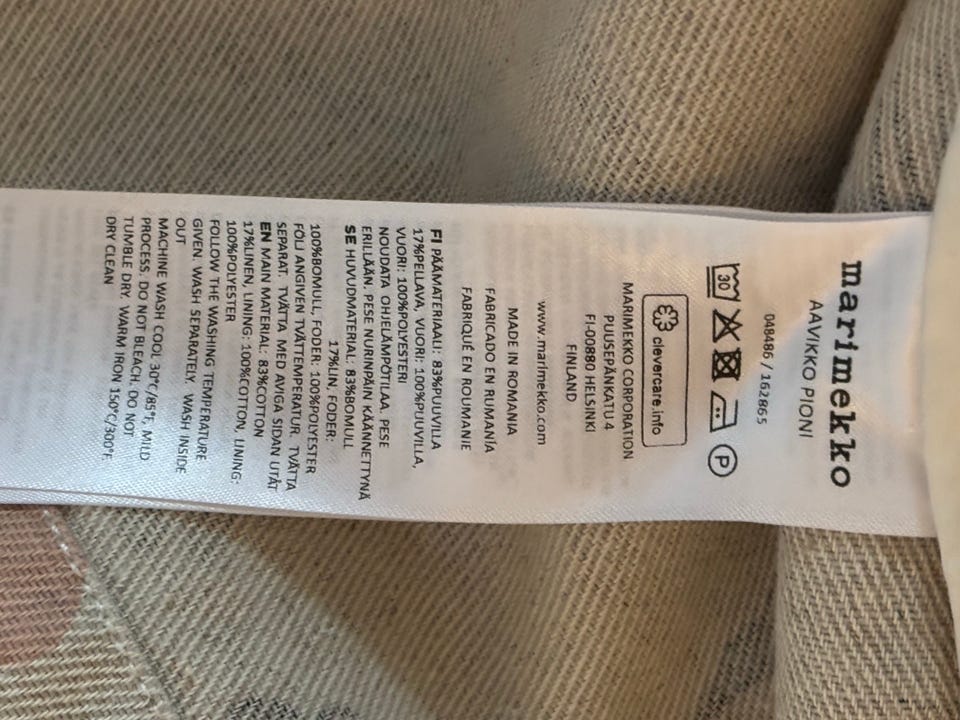 marimekko
AAVIKKO PIONI
048486 / 162865
30 P
clevercare.info
MARIMEKKO CORPORATION
PUUSEPÄNKATU 4
FI-00880 HELSINKI
FINLAND
www.marimekko.com
MADE IN ROMANIA
FABRICADO EN RUMANÍA
FABRIQUÉ EN ROUMANIE
FI PÄÄMATERIAALI: 83%PUUVILLA
17%PELLAVA, VUORI: 100%PUUVILLA,
VUORI: 100%POLYESTERI
NOUDATA OHJELÄMPÖTILAA. PESE
ERILLÄÄN. PESE NURINPÄIN KÄÄNNETTYNÄ
SE HUVUDMATERIAL: 83%BOMULL
17%LIN, FODER:
100%BOMULL, FODER: 100%POLYESTER
FÖLJ ANGIVEN TVÄTTEMPERATUR. TVÄTTA
SEPARAT. TVÄTTA MED AVIGA SIDAN UTÅT
EN MAIN MATERIAL: 83%COTTON
17%LINEN, LINING: 100%COTTON, LINING:
100%POLYESTER
FOLLOW THE WASHING TEMPERATURE
GIVEN. WASH SEPARATELY. WASH INSIDE
OUT
MACHINE WASH COOL 30°C/85°F, MILD
PROCESS. DO NOT BLEACH. DO NOT
TUMBLE DRY. WARM IRON 150°C/300°F.
DRY CLEAN